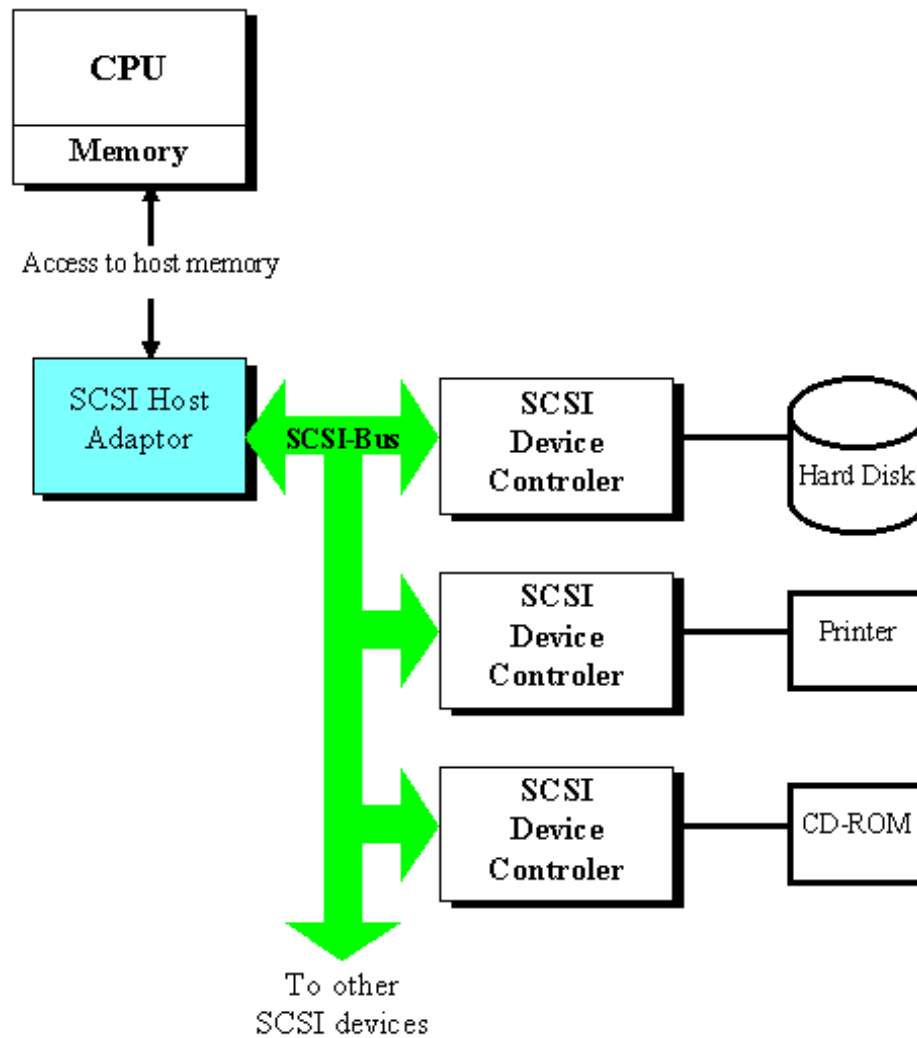 CPU
Memory
Access to host memory
SCSI Host
Adaptor
SCSI-Bus
SCSI
Device
Controler
Hard Disk
SCSI
Device
Controler
Printer
SCSI
Device
Controler
CD-ROM
To other
SCSI devices